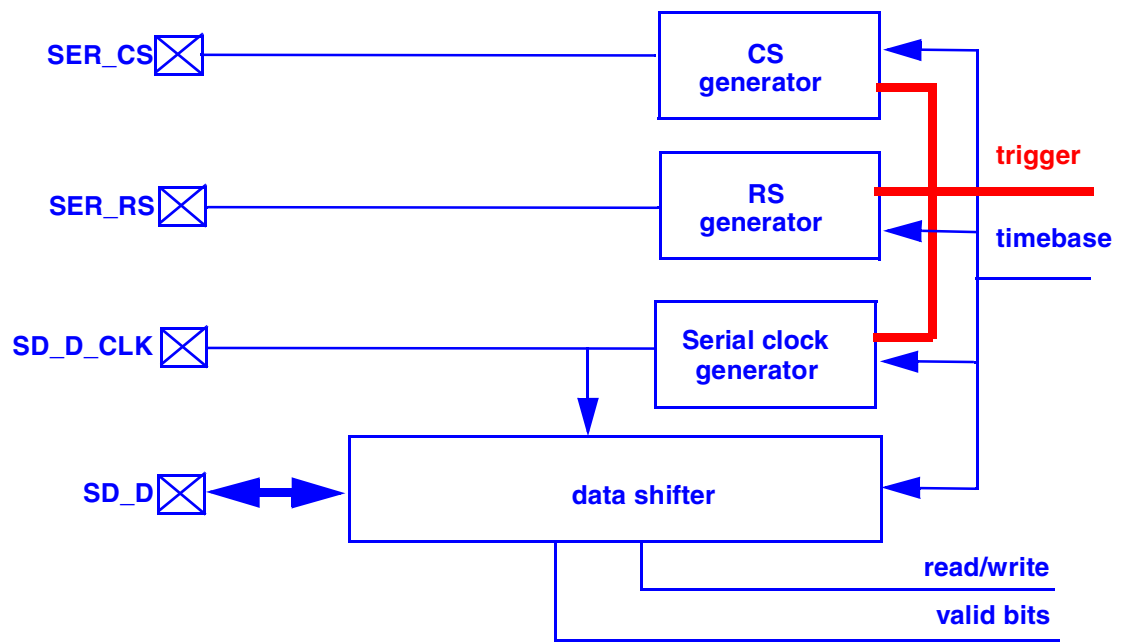 SER_CS
CS
generator
trigger
SER_RS
RS
generator
timebase
SD_D_CLK
Serial clock
generator
SD_D
data shifter
read/write
valid bits